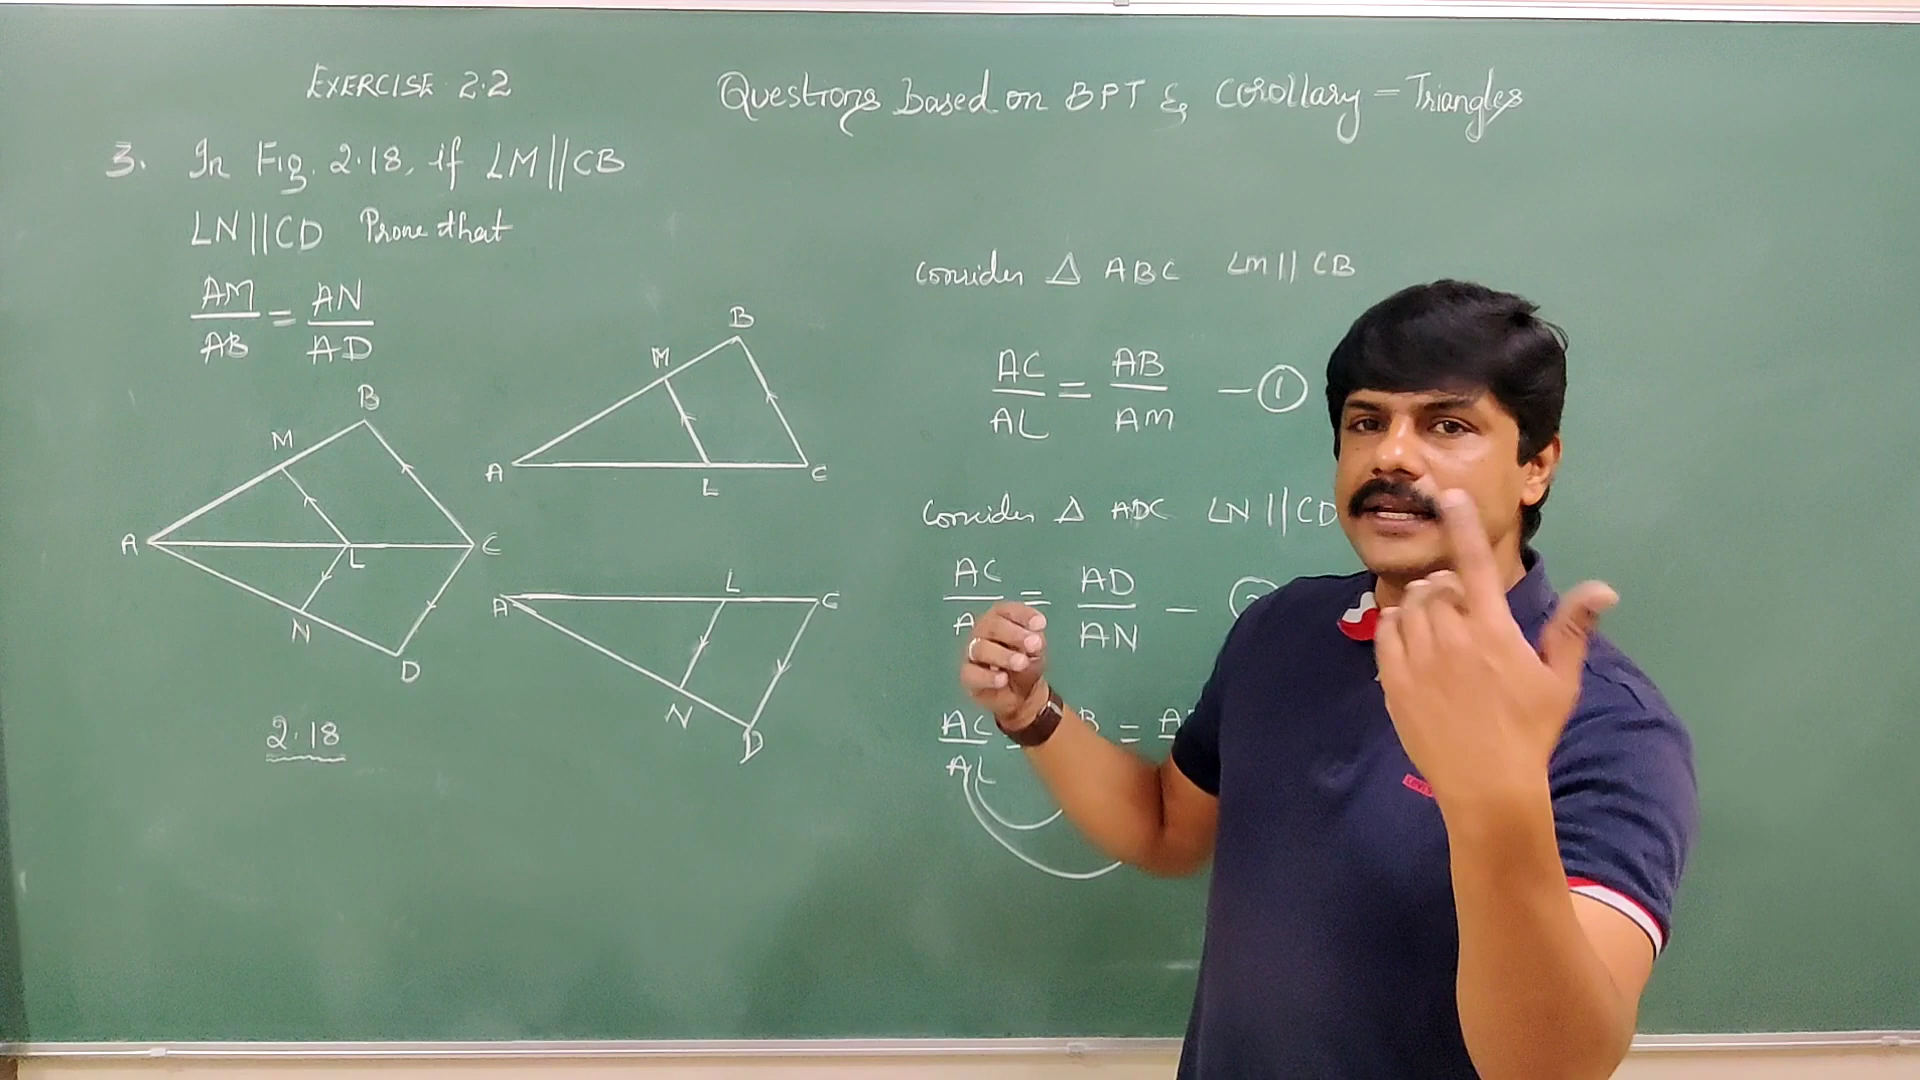 EXERCISE 2.2
Questions based on BPT & Corollary = Triangles
3. In Fig. 2.18, if LM||CB
LN||CD Prove that
AM/AB = AN/AD
B
M
A
L
C
N
D
2.18
B
M
A
L
C
A
L
C
N
D
Consider △ ABC LM|| CB
AC/AL = AB/AM - ①
Consider △ ADC LN||CD
AC = AD/AN -
AC/AL = B =